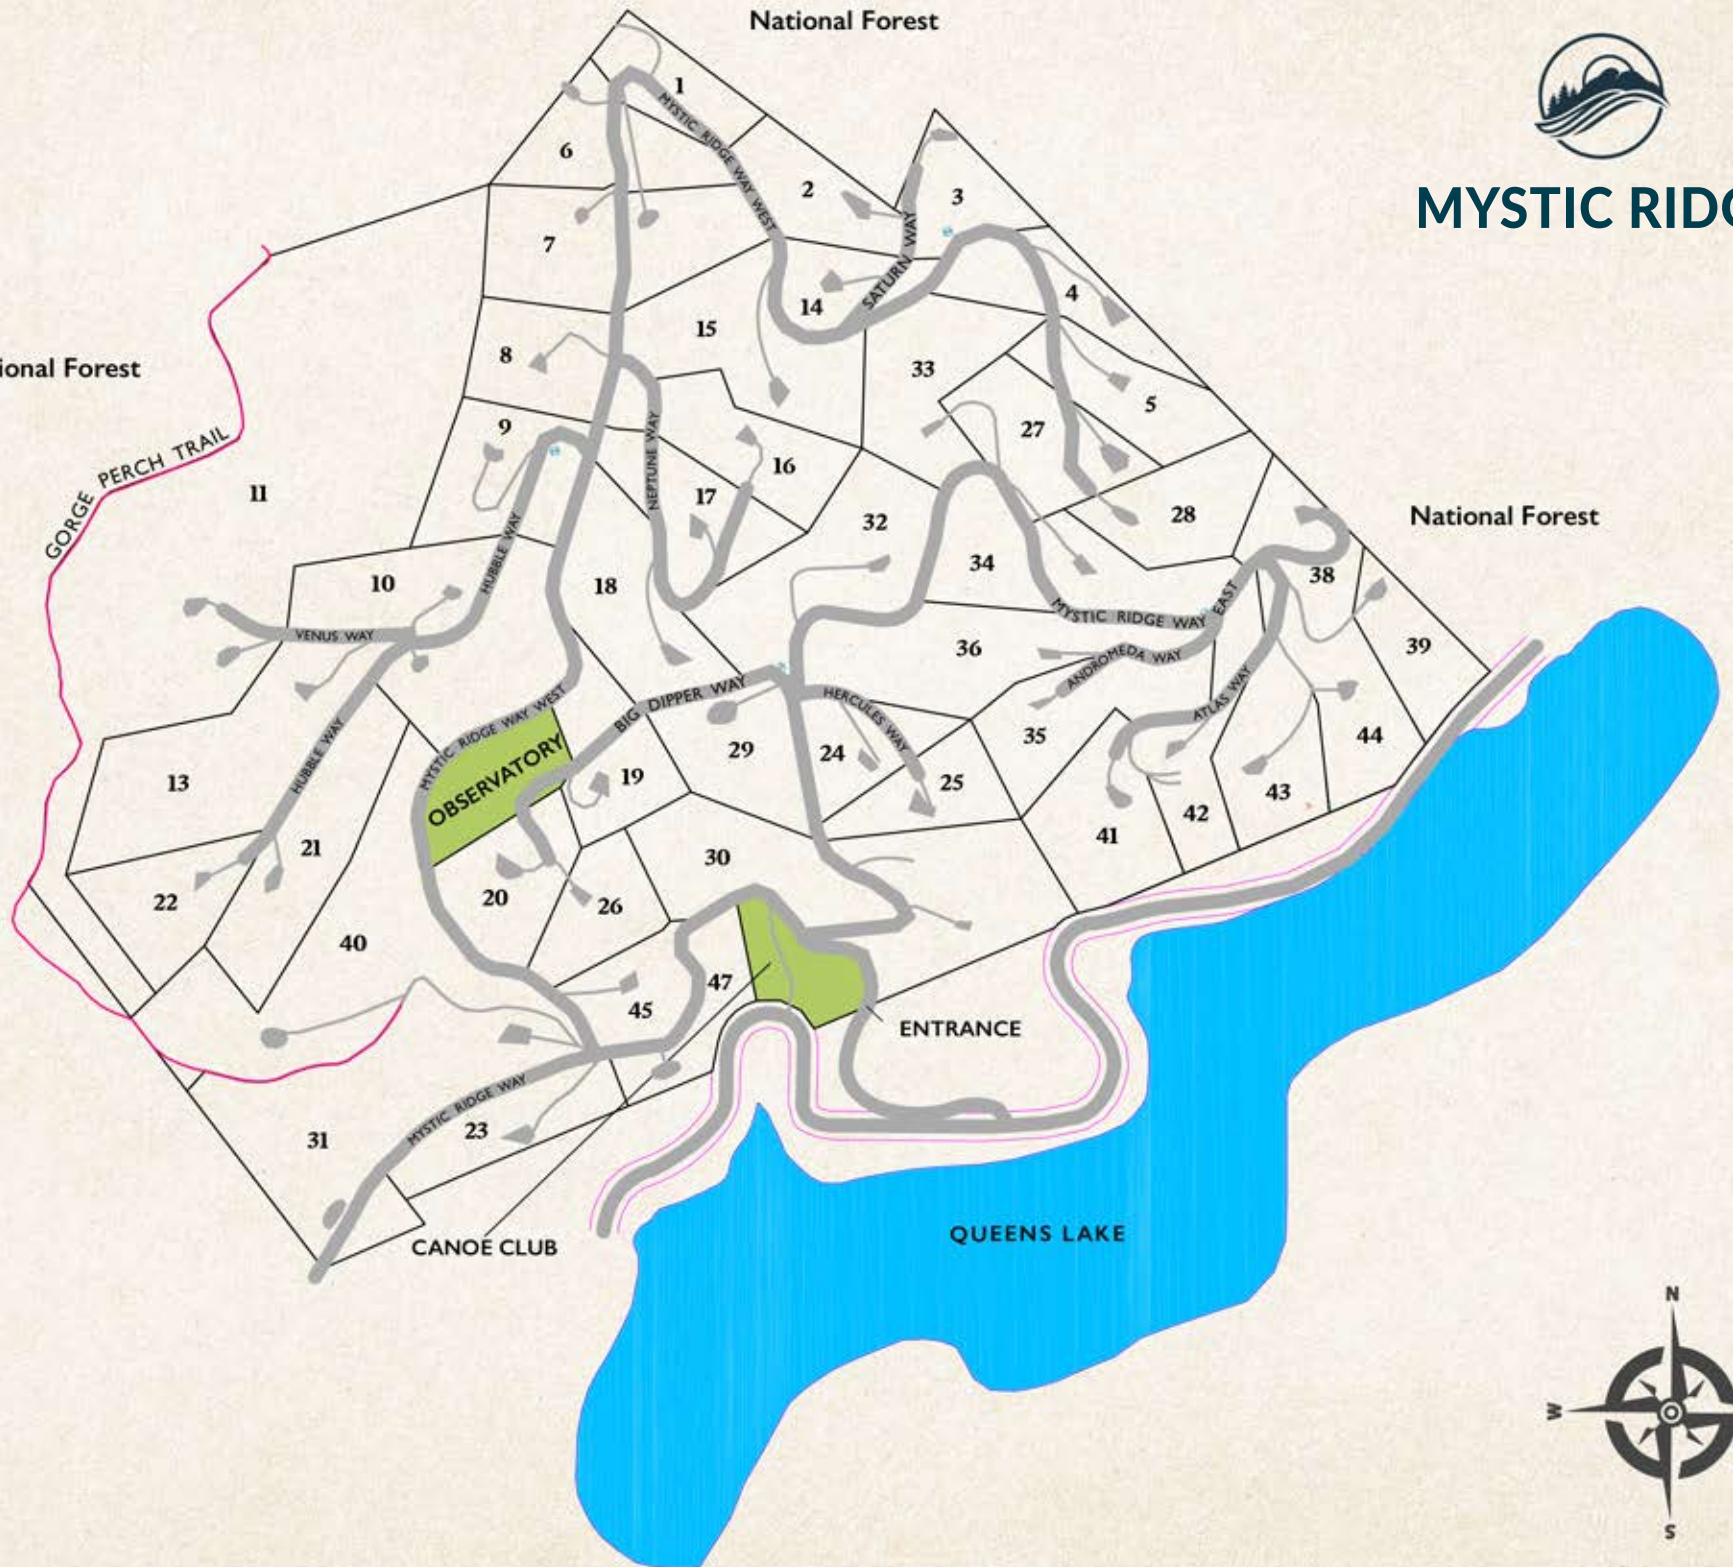 National Forest
MYSTIC RIDG
1
MYSTIC RIDGE WAY WEST
6
2
3
7
SATURN WAY
4
14
15
8
ional Forest
33
5
9
27
NEPTUNE WAY
16
GORGE PERCH TRAIL
11
17
28
National Forest
32
HUBBLE WAY
34
38
10
18
MYSTIC RIDGE WAY EAST
VENUS WAY
36
39
ANDROMEDA WAY
BIG DIPPER WAY
HERCULES WAY
ATLAS WAY
MYSTIC RIDGE WAY WEST
HUBBLE WAY
35
44
29
24
OBSERVATORY
19
25
13
43
42
41
21
30
22
20
26
40
47
45
ENTRANCE
MYSTIC RIDGE WAY
23
31
CANOE CLUB
QUEENS LAKE
N
W
S